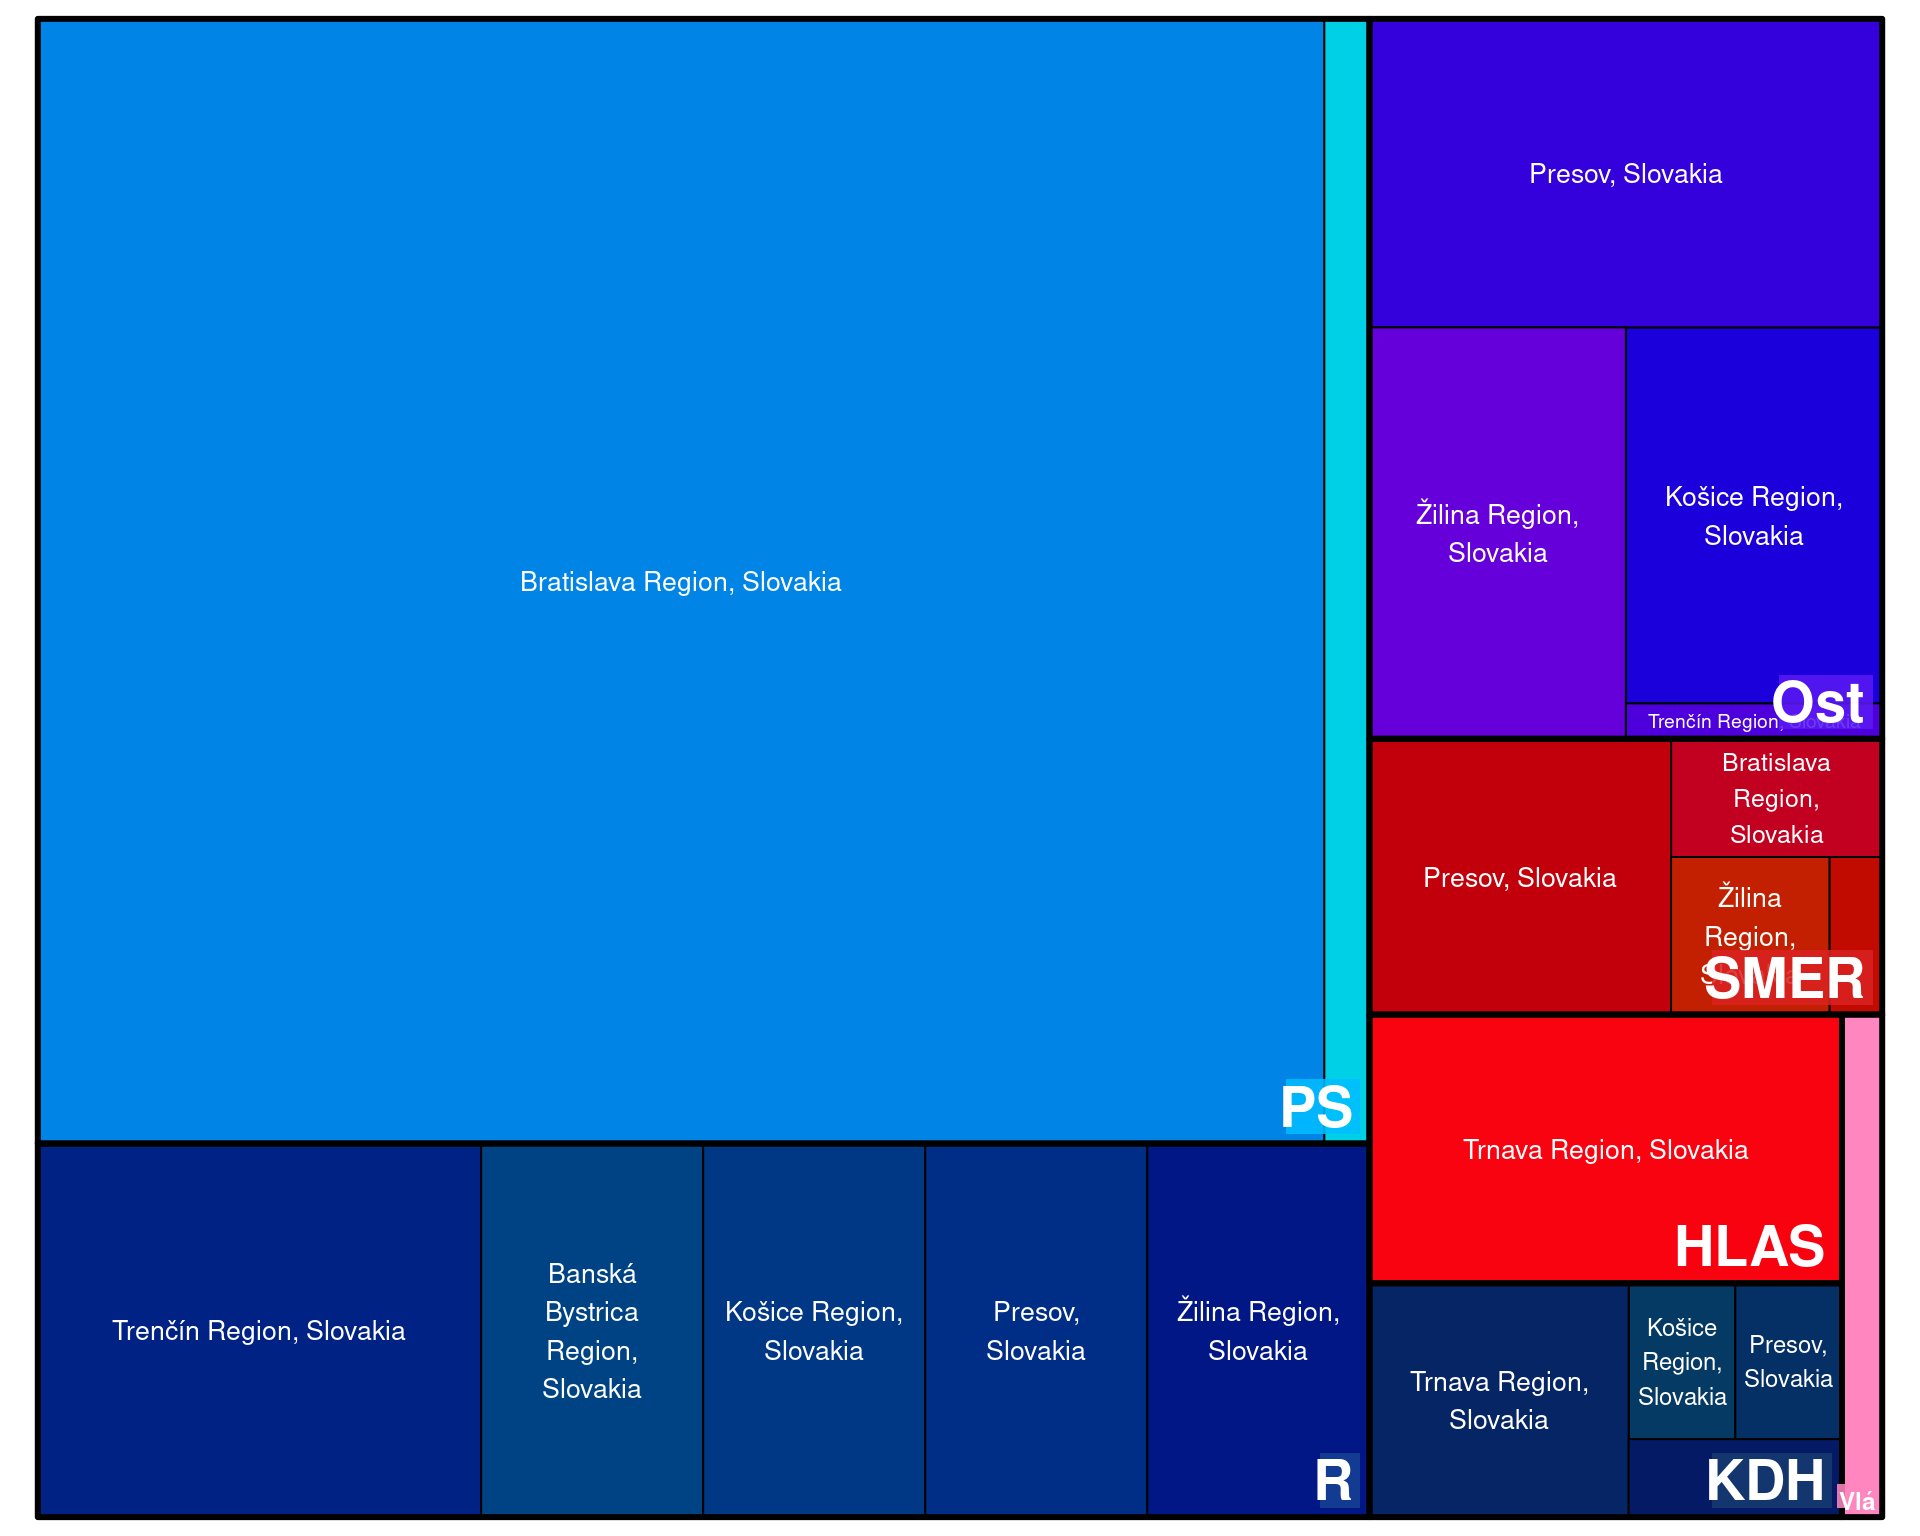 Bratislava Region, Slovakia
PS
Presov, Slovakia
Žilina Region,
Slovakia
Košice Region,
Slovakia
Trenčín Region,
Ost
Presov, Slovakia
Bratislava
Region,
Slovakia
Žilina
Region,
SMER
Trnava Region, Slovakia
HLAS
Trenčín Region, Slovakia
Banská
Bystrica
Region,
Slovakia
Košice Region,
Slovakia
Presov,
Slovakia
Žilina Region,
Slovakia
R
Trnava Region,
Slovakia
Košice
Region,
Slovakia
Presov,
Slovakia
KDH
Vlá